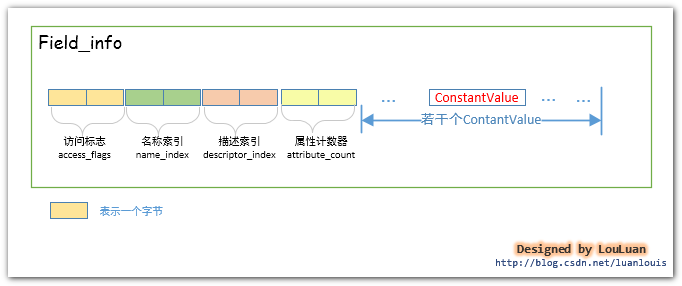 Field_info
... ConstantValue ... ...
若干个ContantValue
访问标志 名称索引 描述索引 属性计数器
access_flags name_index descriptor_index attribute_count
表示一个字节
Designed by LouLuan
http://blog.csdn.net/luanlouis